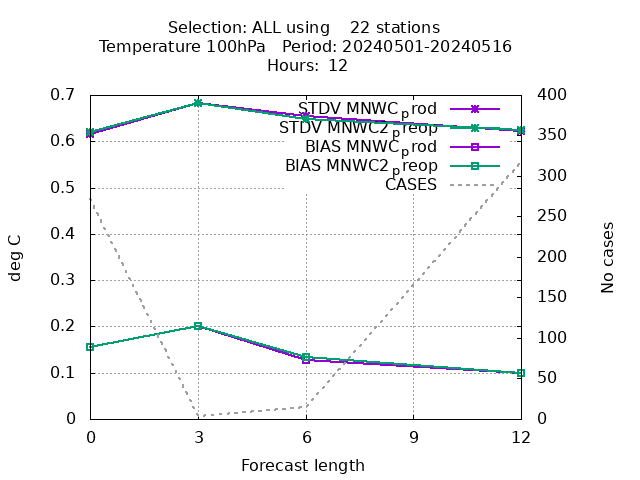 Selection: ALL using    22 stations
Temperature 100hPa   Period: 20240501-20240516
Hours: 12
0.7
0.6
0.5
0.4
0.3
0.2
0.1
0
400
350
300
250
200
150
100
50
0
STDV MNWC_prod
STDV MNWC2_preop
BIAS MNWC_prod
BIAS MNWC2_preop
CASES
deg C
No cases
0 3 6 9 12
Forecast length